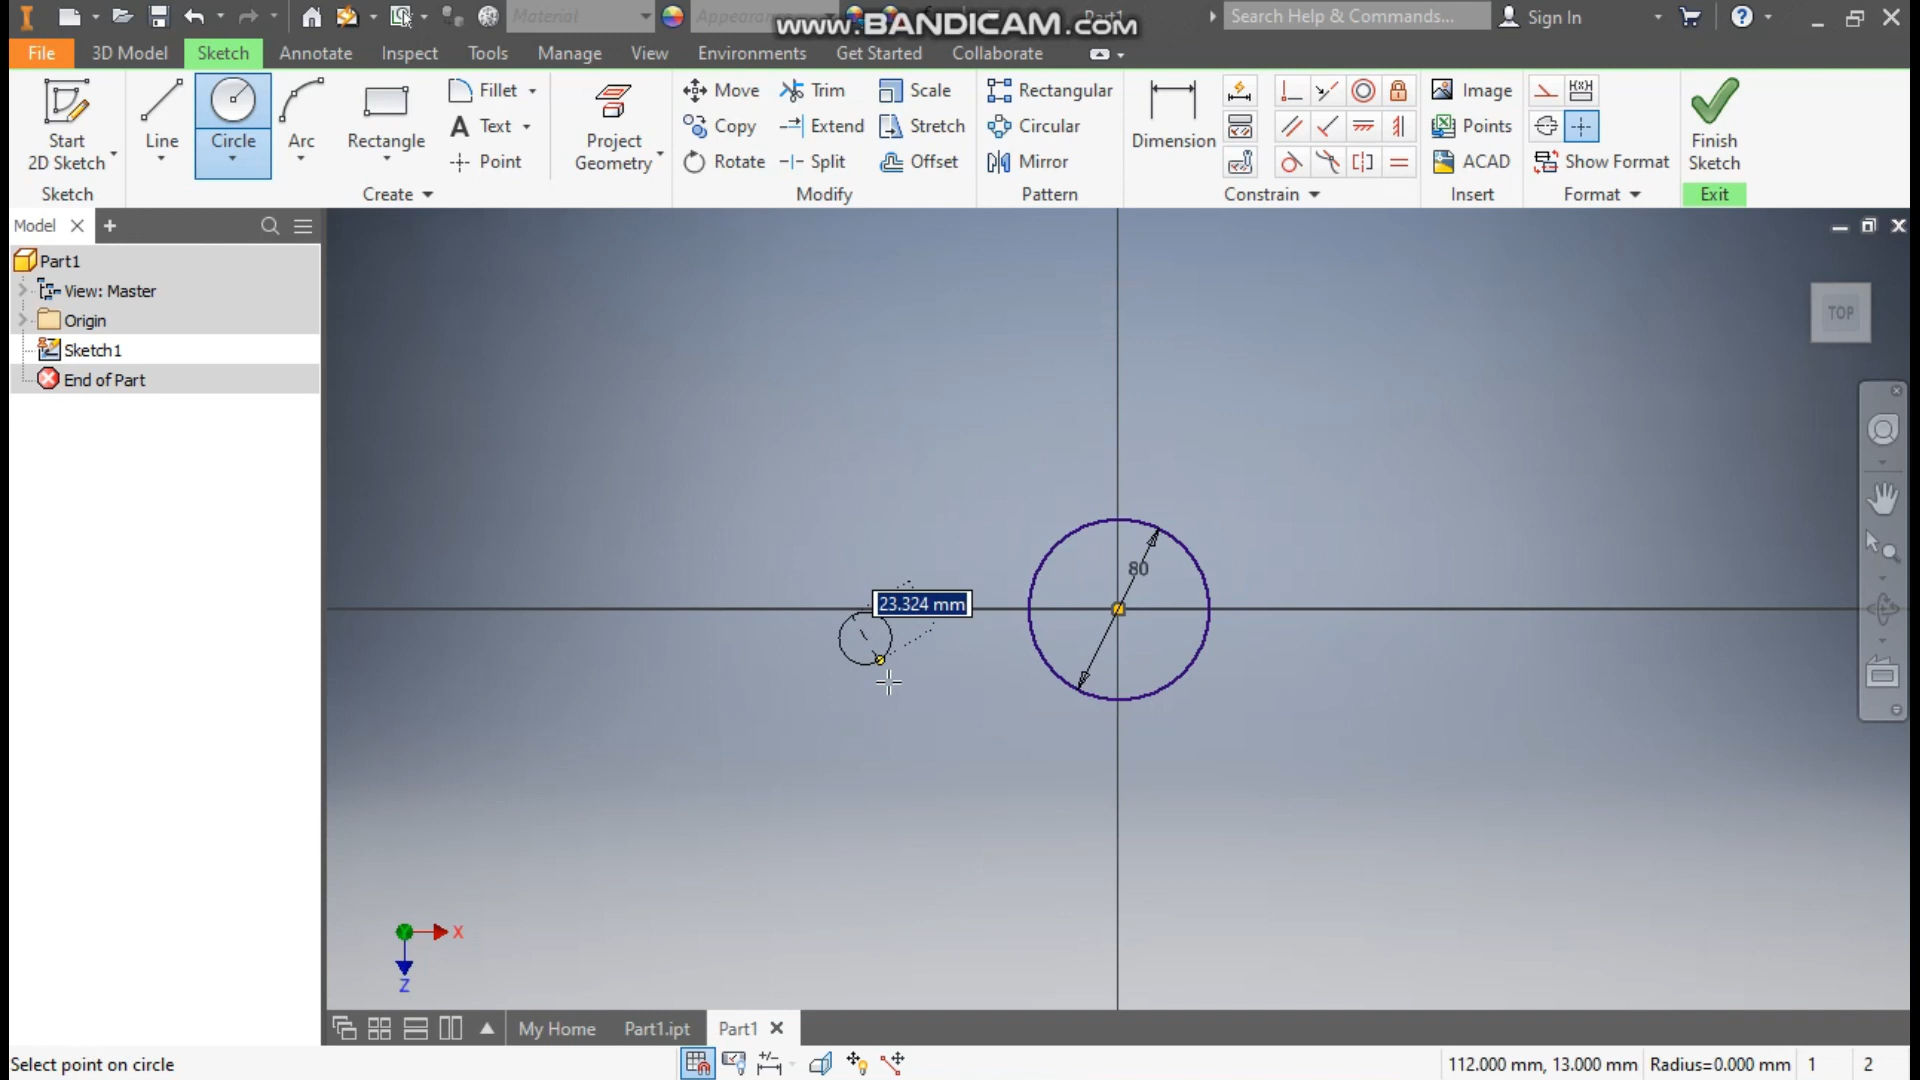 Material
Appearance
www.BANDICAM.com
Part1
Search Help & Commands...
Sign In
File
3D Model
Sketch
Annotate
Inspect
Tools
Manage
View
Environments
Get Started
Collaborate
Start
2D Sketch
Line
Circle
Arc
Rectangle
Fillet
Text
Point
Project
Geometry
Move
Copy
Rotate
Trim
Extend
Split
Scale
Stretch
Offset
Rectangular
Circular
Mirror
Dimension
Image
Points
ACAD
Show Format
Finish
Sketch
Sketch
Create
Modify
Pattern
Constrain
Insert
Format
Exit
Model
Part1
View: Master
Origin
Sketch1
End of Part
TOP
80
23.324 mm
X
Z
My Home
Part1.ipt
Part1
Select point on circle
112.000 mm, 13.000 mm
Radius=0.000 mm
1
2